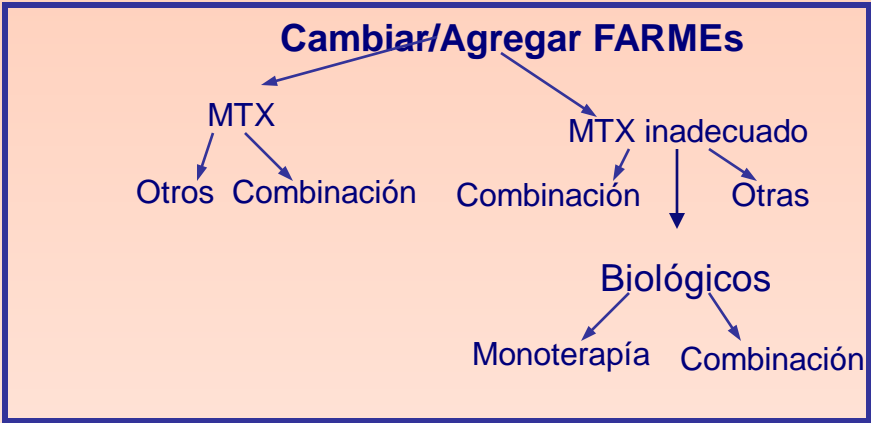 Cambiar/Agregar FARMEs
MTX
MTX inadecuado
Otros Combinación
Combinación Otras
Biológicos
Monoterapía Combinación